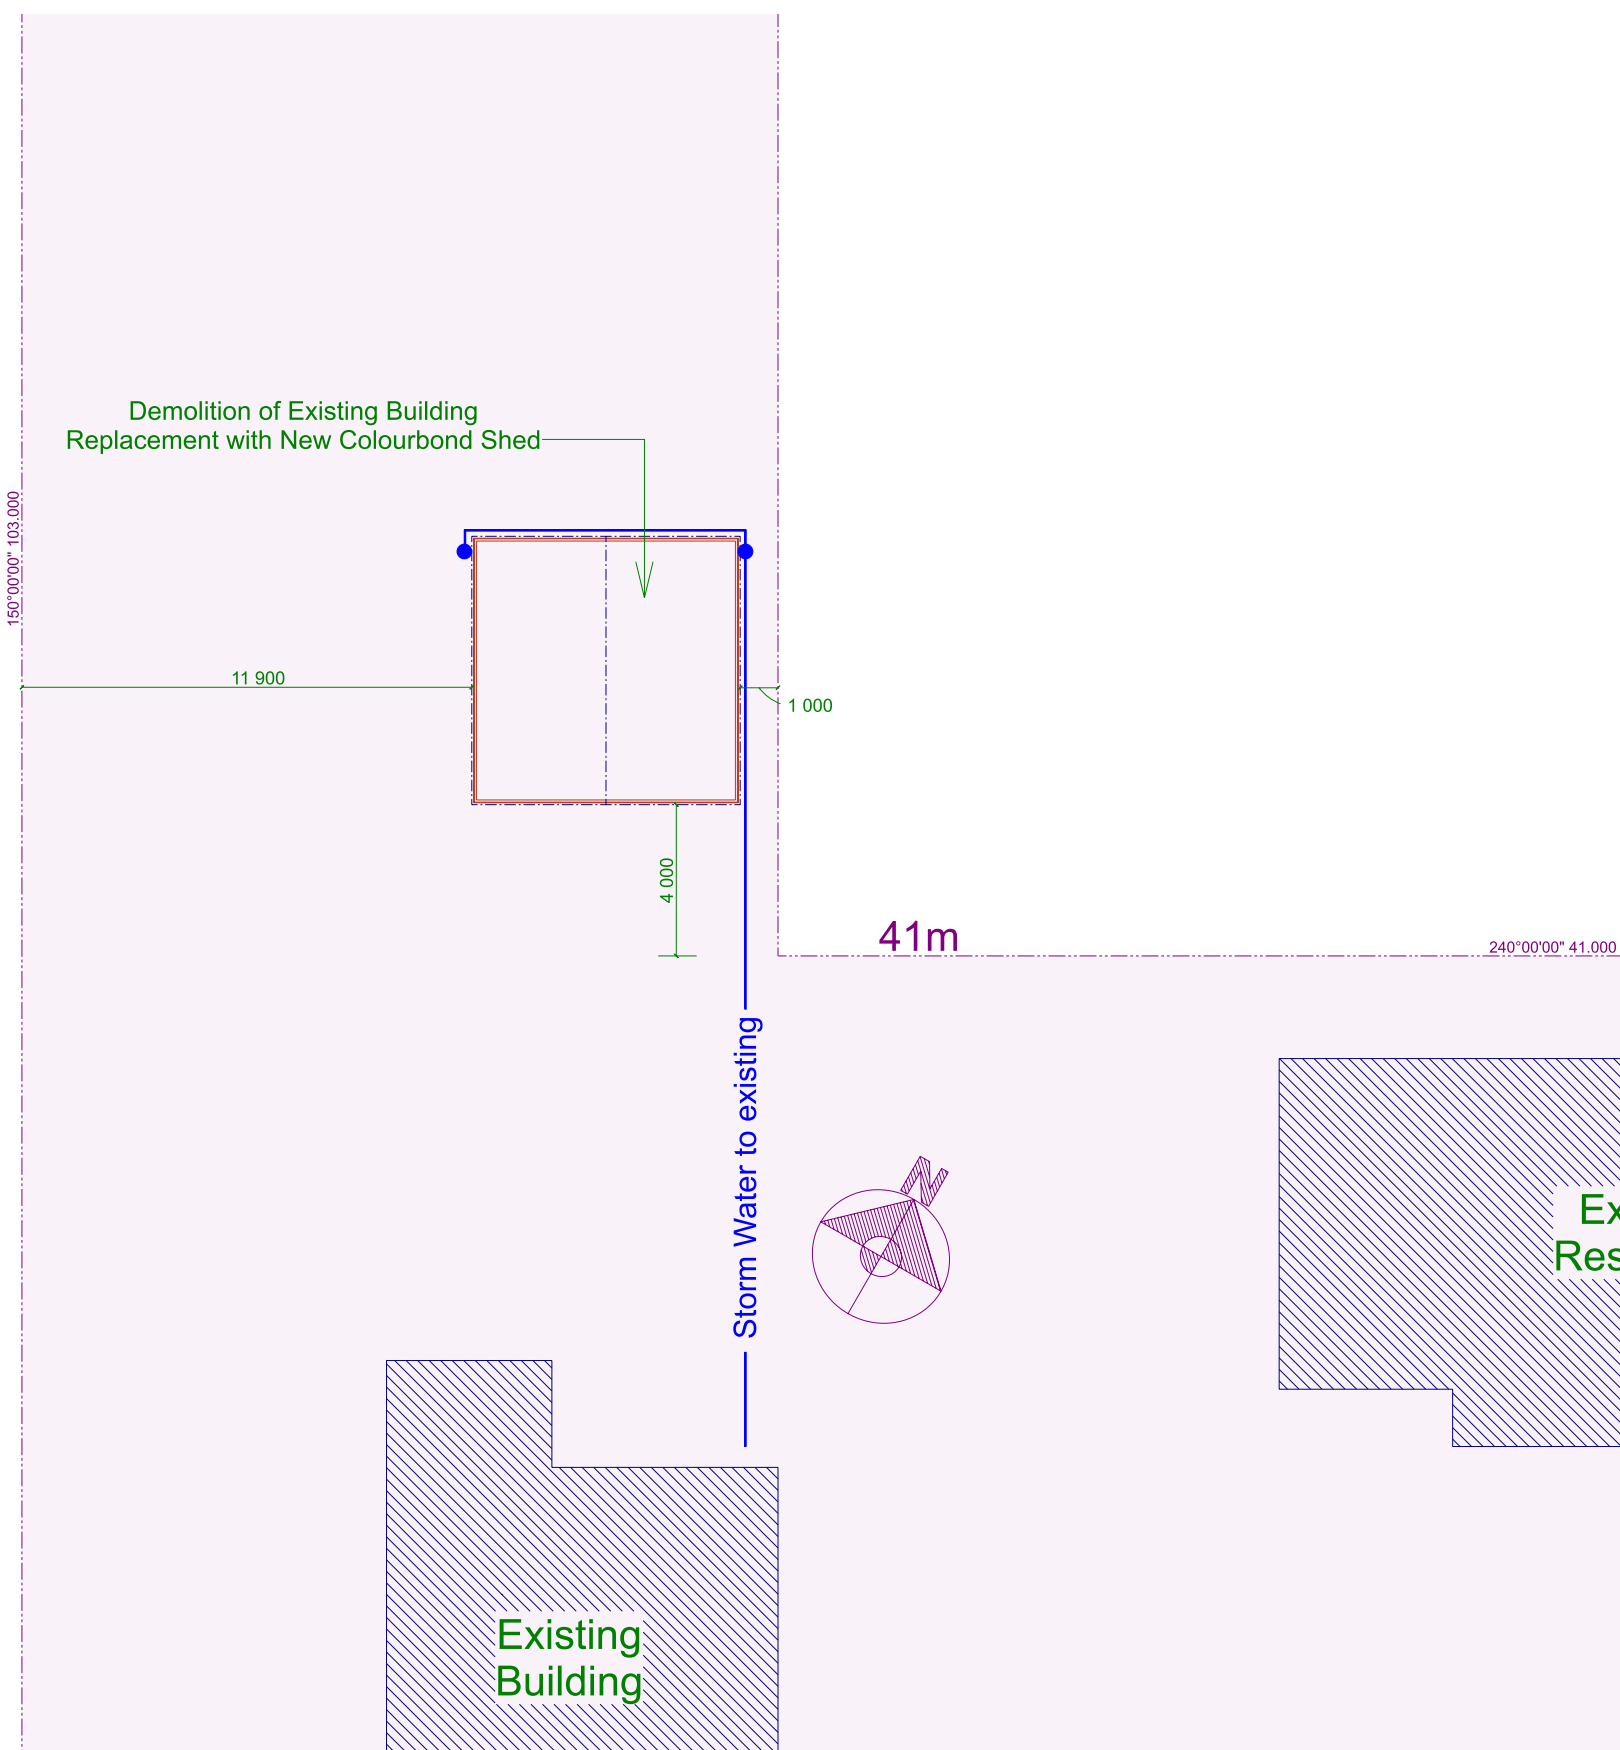 Demolition of Existing Building
Replacement with New Colourbond Shed
150°00'00" 103.000
11 900
1 000
4 000
41m
240°00'00" 41.000
Storm Water to existing
N
Ex
Res
Existing
Building